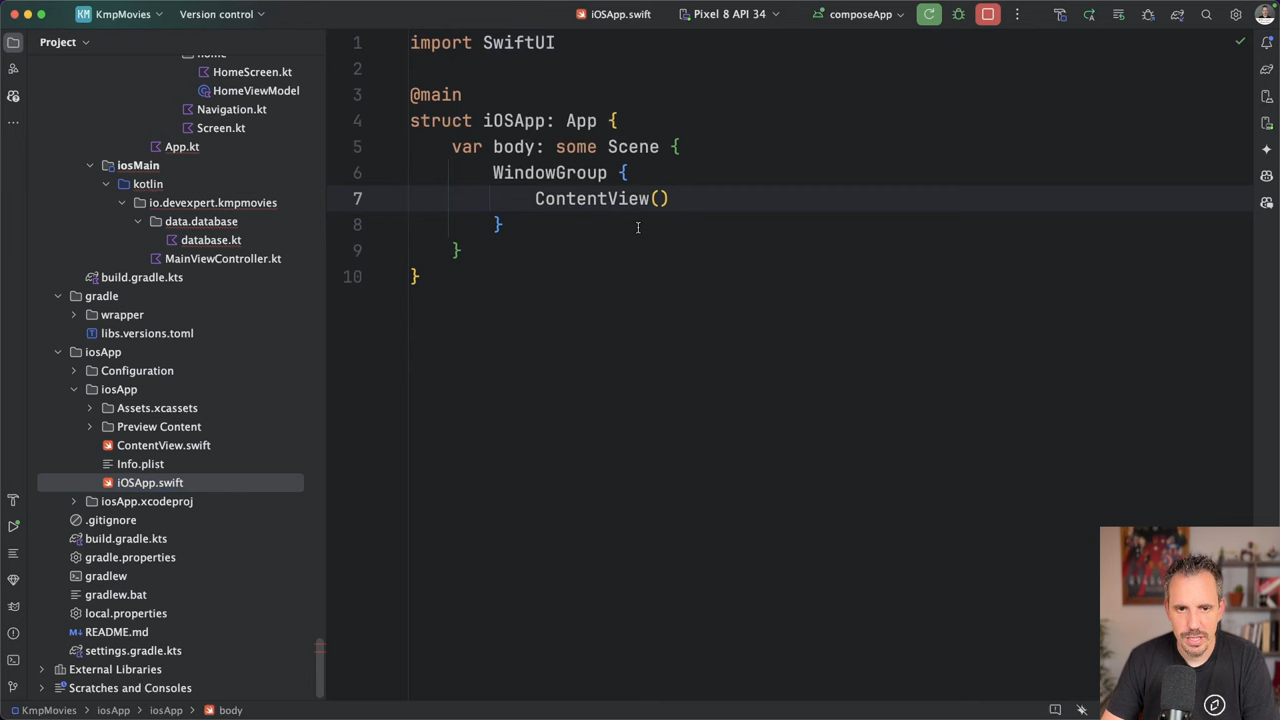 KM KmpMovies Version control
iOSApp.swift
Pixel 8 API 34
composeApp
Project
home
HomeScreen.kt
HomeViewModel
Navigation.kt
Screen.kt
App.kt
iosMain
kotlin
io.devexpert.kmpmovies
data.database
database.kt
MainViewController.kt
build.gradle.kts
gradle
wrapper
libs.versions.toml
iosApp
Configuration
iosApp
Assets.xcassets
Preview Content
ContentView.swift
Info.plist
iOSApp.swift
iosApp.xcodeproj
.gitignore
build.gradle.kts
gradle.properties
gradlew
gradlew.bat
local.properties
README.md
settings.gradle.kts
External Libraries
Scratches and Consoles
1 import SwiftUI
2
3 @main
4 struct iOSApp: App {
5 var body: some Scene {
6 WindowGroup {
7 ContentView()
8 }
9 }
10 }
KmpMovies > iosApp > iosApp > body